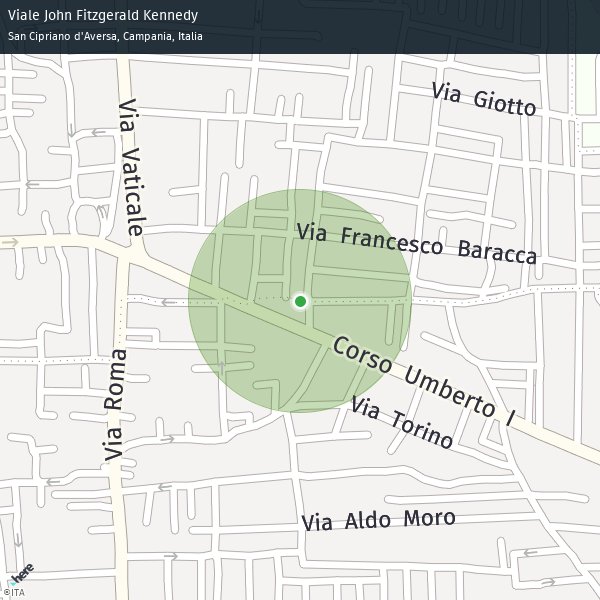 Viale John Fitzgerald Kennedy
San Cipriano d'Aversa, Campania, Italia
Via Giotto
Via Vaticale
Via Francesco Baracca
Corso Umberto I
Via Roma
Via Torino
Via Aldo Moro
here
©ITA